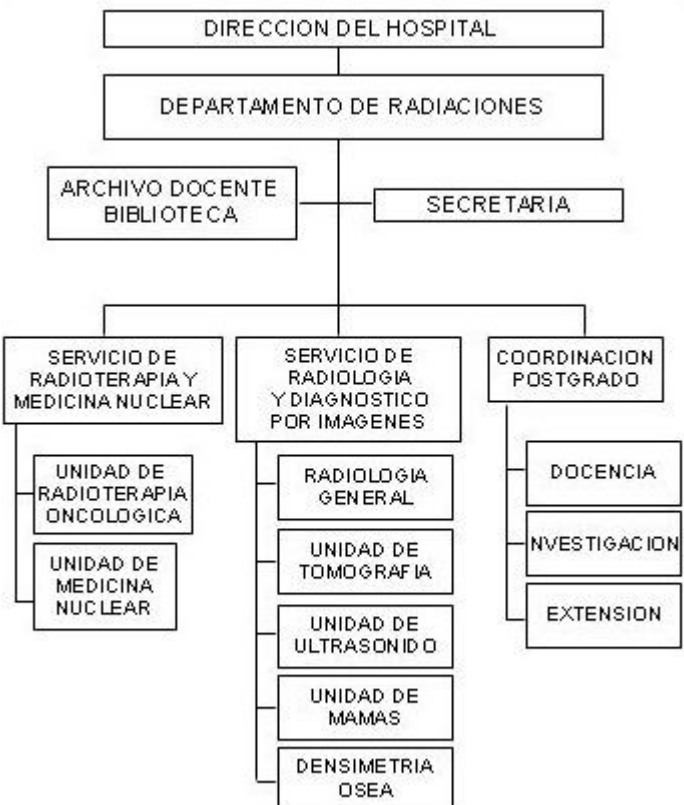 DIRECCION DEL HOSPITAL
DEPARTAMENTO DE RADIACIONES
ARCHIVO DOCENTE
BIBLIOTECA
SECRETARIA
SERVICIO DE
RADIOTERAPIA Y
MEDICINA NUCLEAR
UNIDAD DE
RADIOTERAPIA
ONCOLOGICA
UNIDAD DE
MEDICINA
NUCLEAR
SERVICIO DE
RADIOLOGIA
Y DIAGNOSTICO
POR IMAGENES
RADIOLOGIA
GENERAL
UNIDAD DE
TOMOGRAFIA
UNIDAD DE
ULTRASONIDO
UNIDAD DE
MAMAS
DENSIMETRIA
OSEA
COORDINACION
POSTGRADO
DOCENCIA
NVESTIGACION
EXTENSION